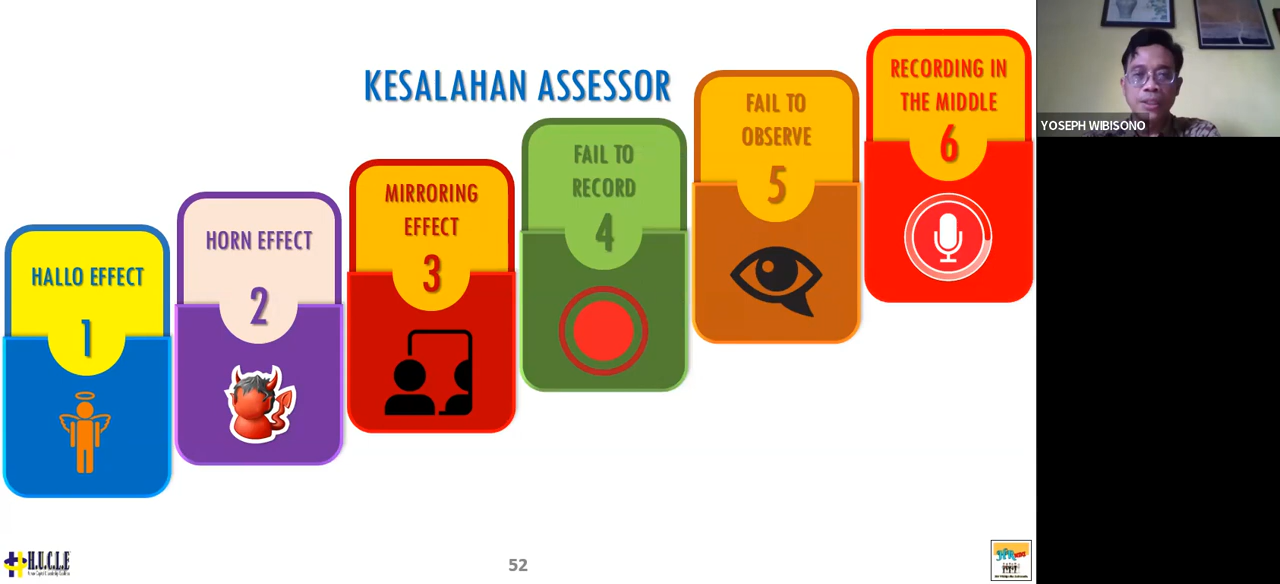 KESALAHAN ASSESSOR
HALLO EFFECT
1
HORN EFFECT
2
MIRRORING
EFFECT
3
FAIL TO
RECORD
4
FAIL TO
OBSERVE
5
RECORDING IN
THE MIDDLE
6
YOSEPH WIBISONO
H.U.C.L.E
52